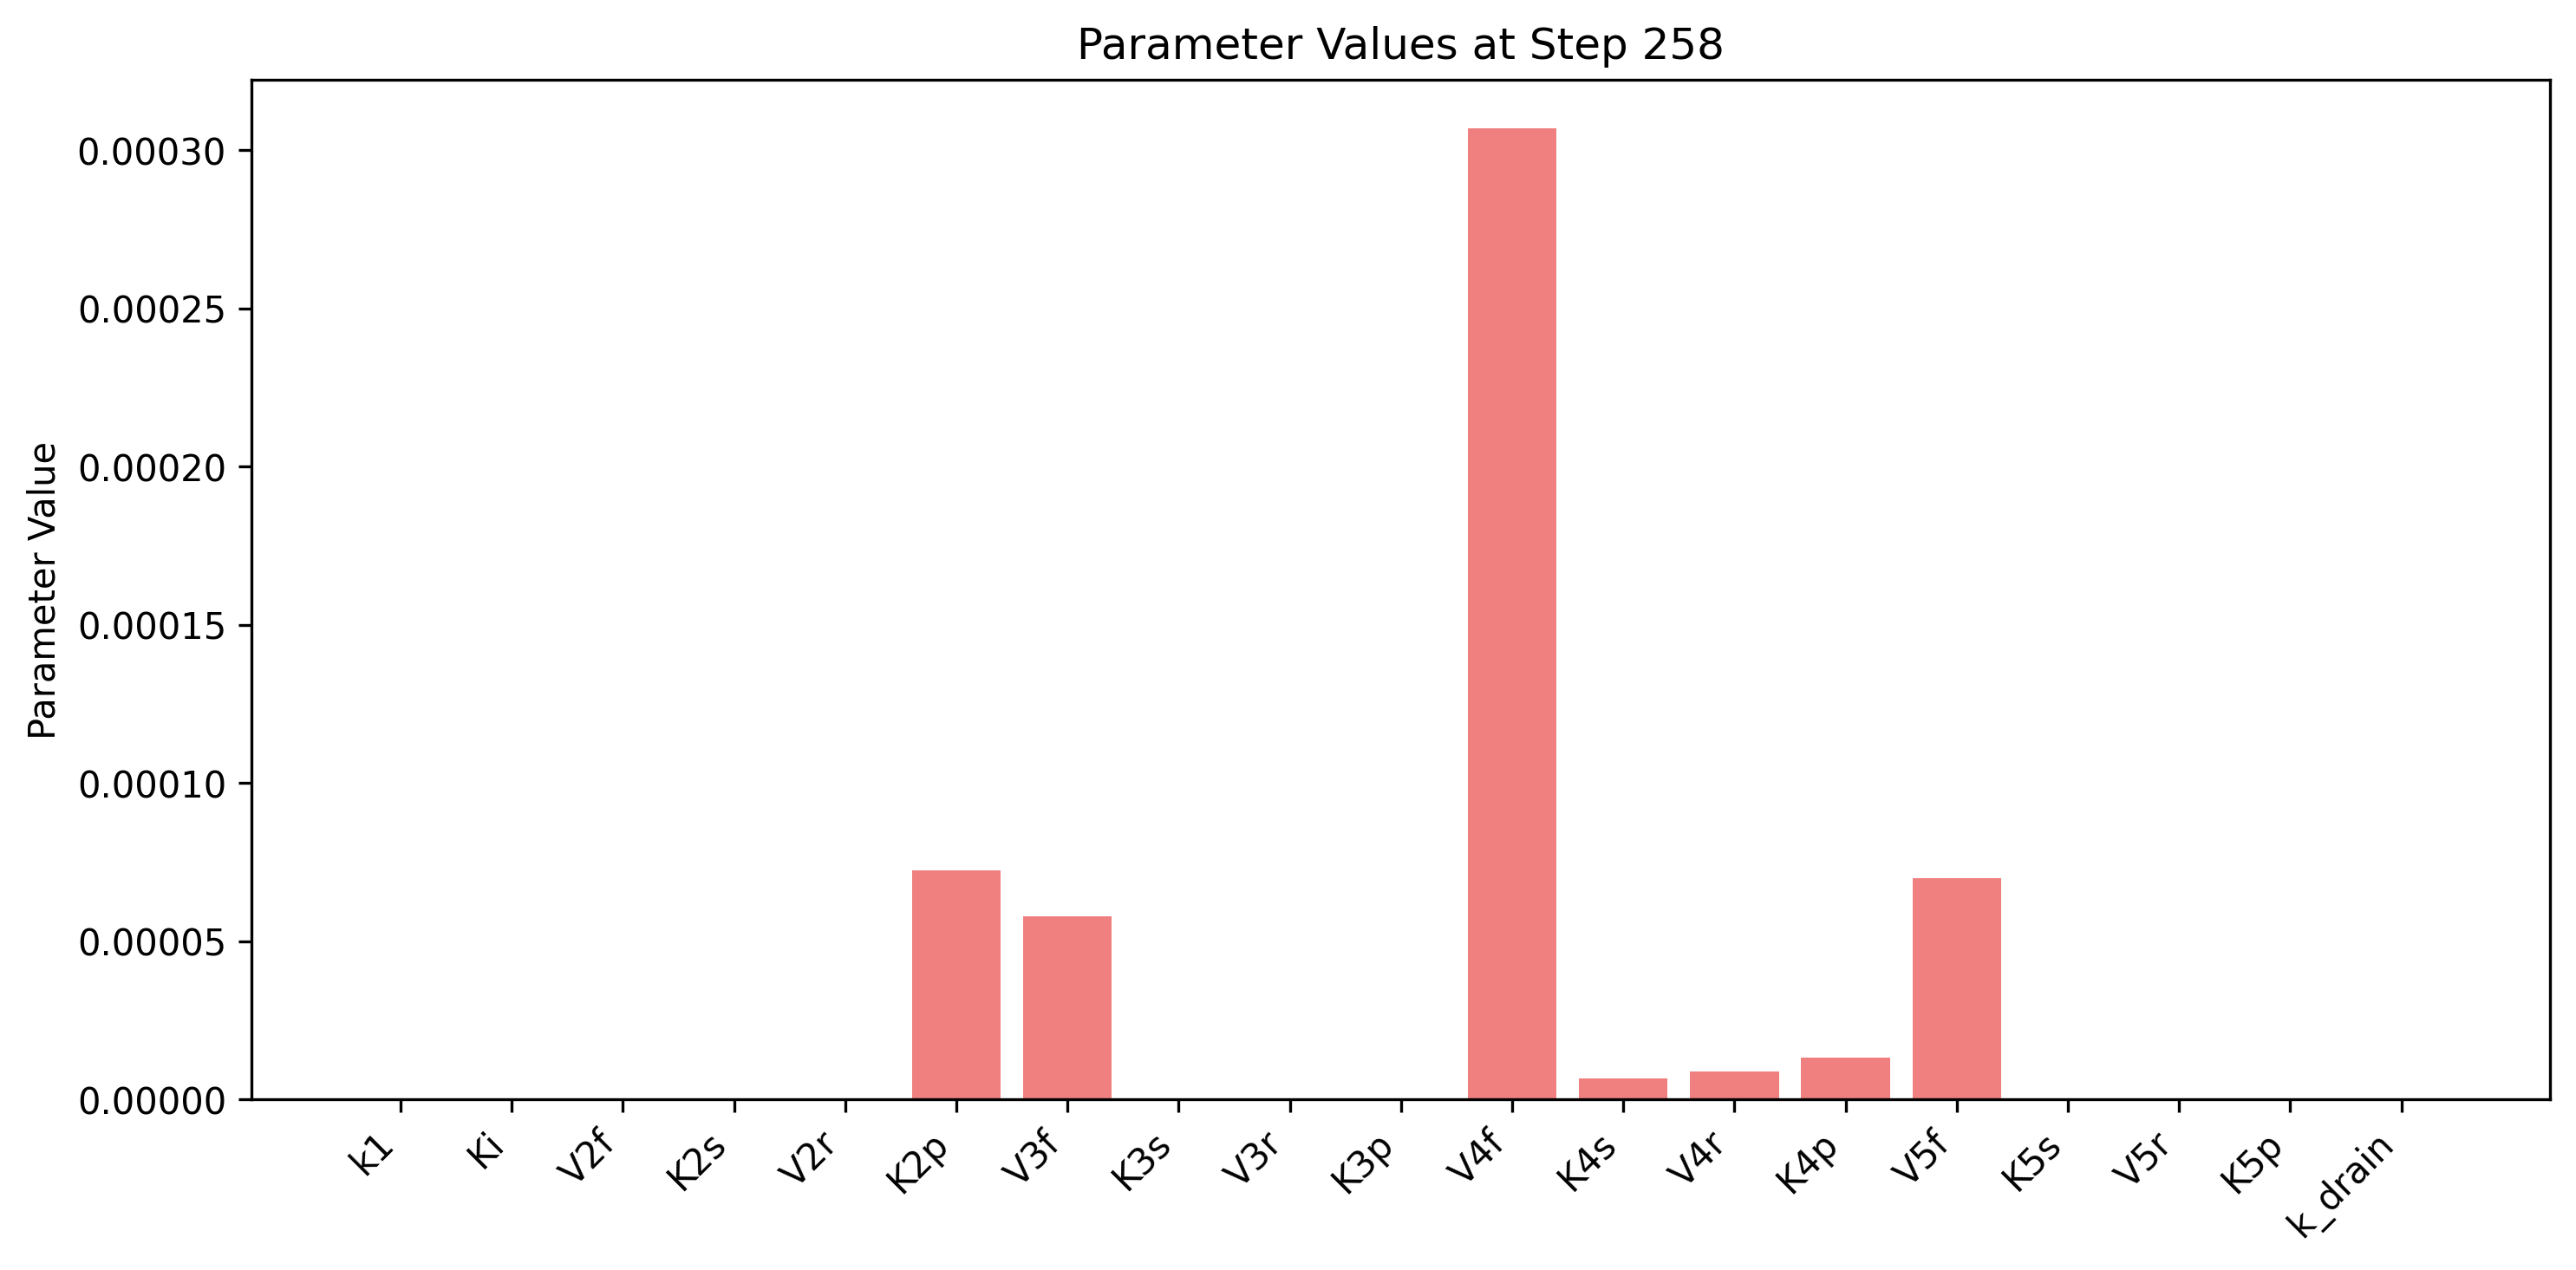 Parameter Values at Step 258
Parameter Value
0.00030
0.00025
0.00020
0.00015
0.00010
0.00005
0.00000
k1
Ki
V2f
K2s
V2r
K2p
V3f
K3s
V3r
K3p
V4f
K4s
V4r
K4p
V5f
K5s
V5r
K5p
k_drain